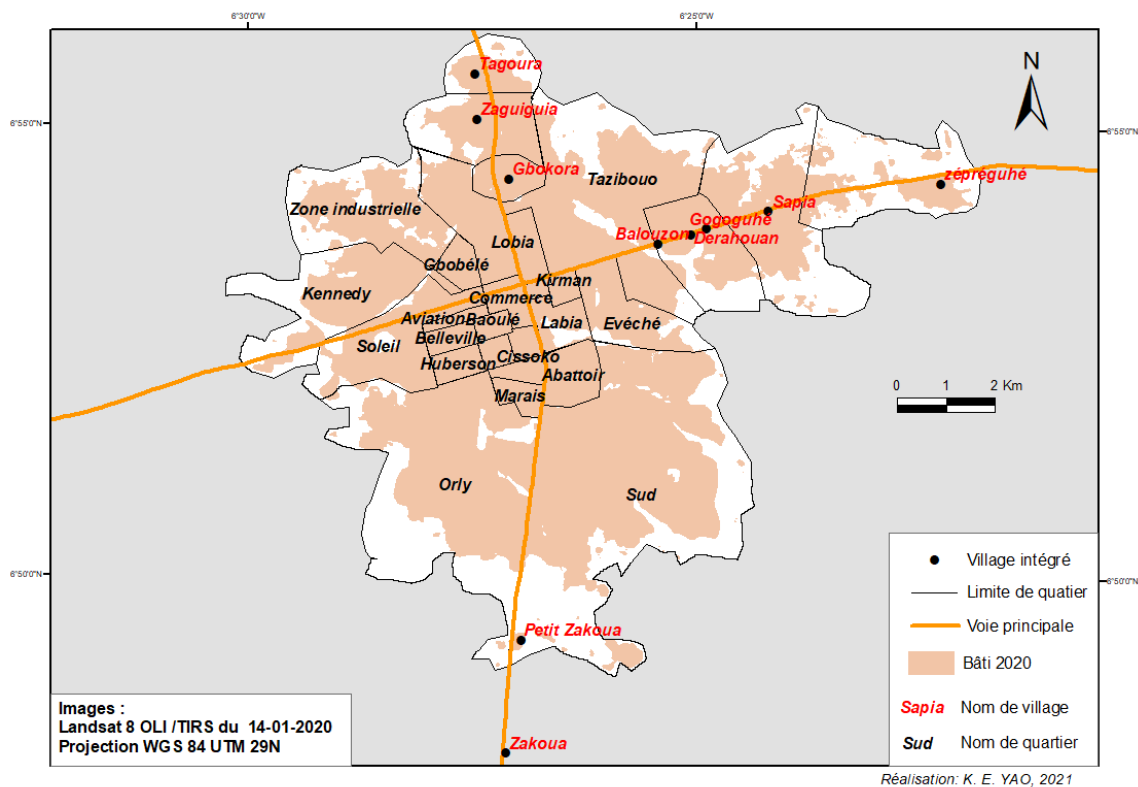 6°30'0"W
6°25'0"W
N
Tagoura
6°55'0"N
6°55'0"N
Zaguiguia
Gbokora
Tazibouo
zépréguhé
Zone industrielle
Sapia
Gogoguhé
Balouzon
Derahouan
Lobia
Gbobélé
Kirman
Kennedy
Commerce
Aviation
Baoulé
Labia
Evéché
Belleville
Soleil
Cissoko
Huberson
Abattoir
Marais
0 1 2 Km
Orly
Sud
6°50'0"N
6°50'0"N
Petit Zakoua
Zakoua
Village intégré
Limite de quatier
Voie principale
Bâti 2020
Sapia Nom de village
Sud Nom de quartier
Images :
Landsat 8 OLI /TIRS du 14-01-2020
Projection WGS 84 UTM 29N
Réalisation: K. E. YAO, 2021